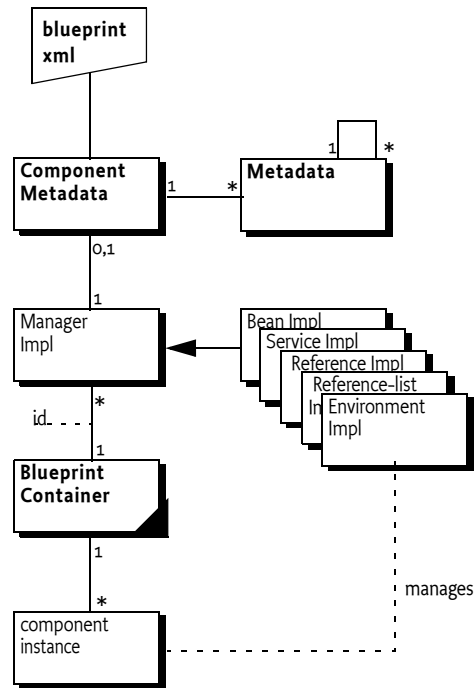 blueprint
xml
Component
Metadata
1
*
Metadata
1
*
0,1
1
Manager
Impl
Bean Impl
Service Impl
Reference Impl
Reference-list
Environment
Impl
*
id
1
Blueprint
Container
1
*
manages
component
instance